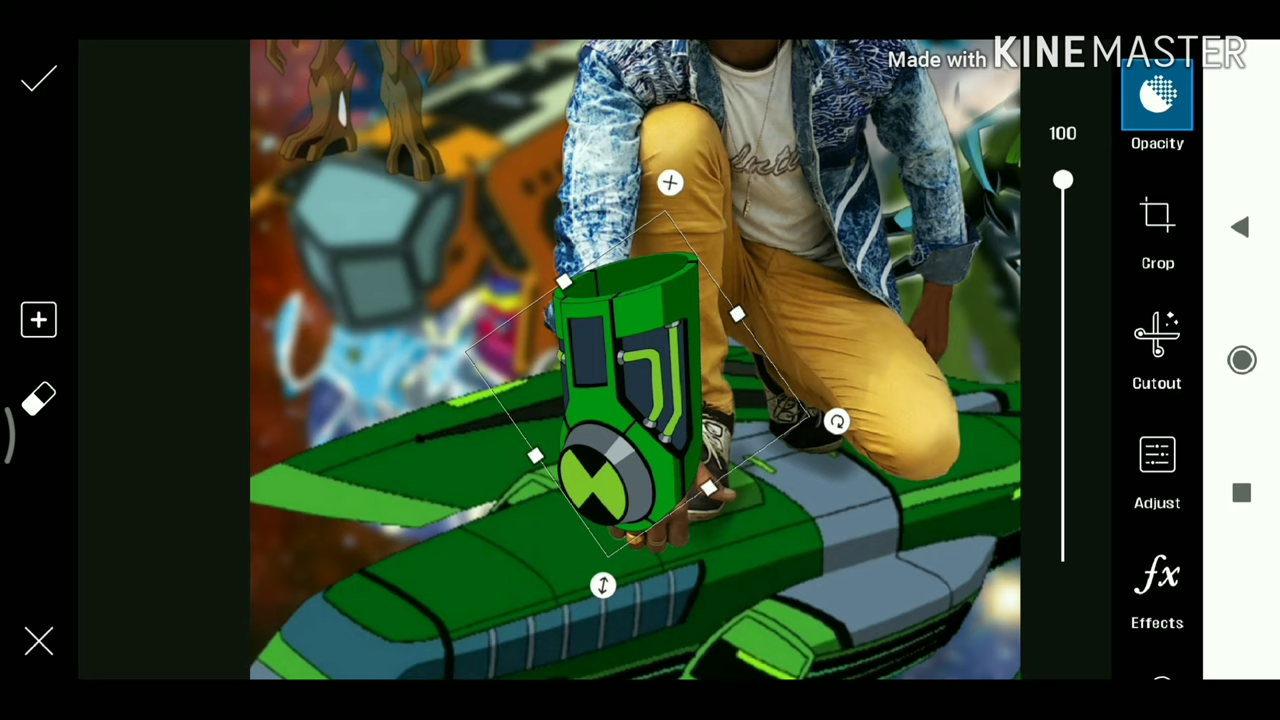 Made with KINEMASTER
100
Opacity
Crop
Cutout
Adjust
fx
Effects